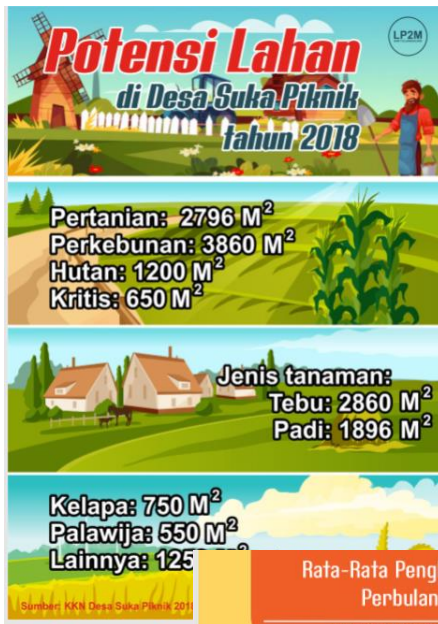 LP2M
Potensi Lahan
di Desa Suka Piknik
tahun 2018
Pertanian: 2796 M²
Perkebunan: 3860 M²
Hutan: 1200 M²
Kritis: 650 M²
Jenis tanaman:
Tebu: 2860 M²
Padi: 1896 M²
Kelapa: 750 M²
Palawija: 550 M²
Lainnya:
Sumber: KKN Desa Suka Piknik 2018
Rata-Rata
Perbulan